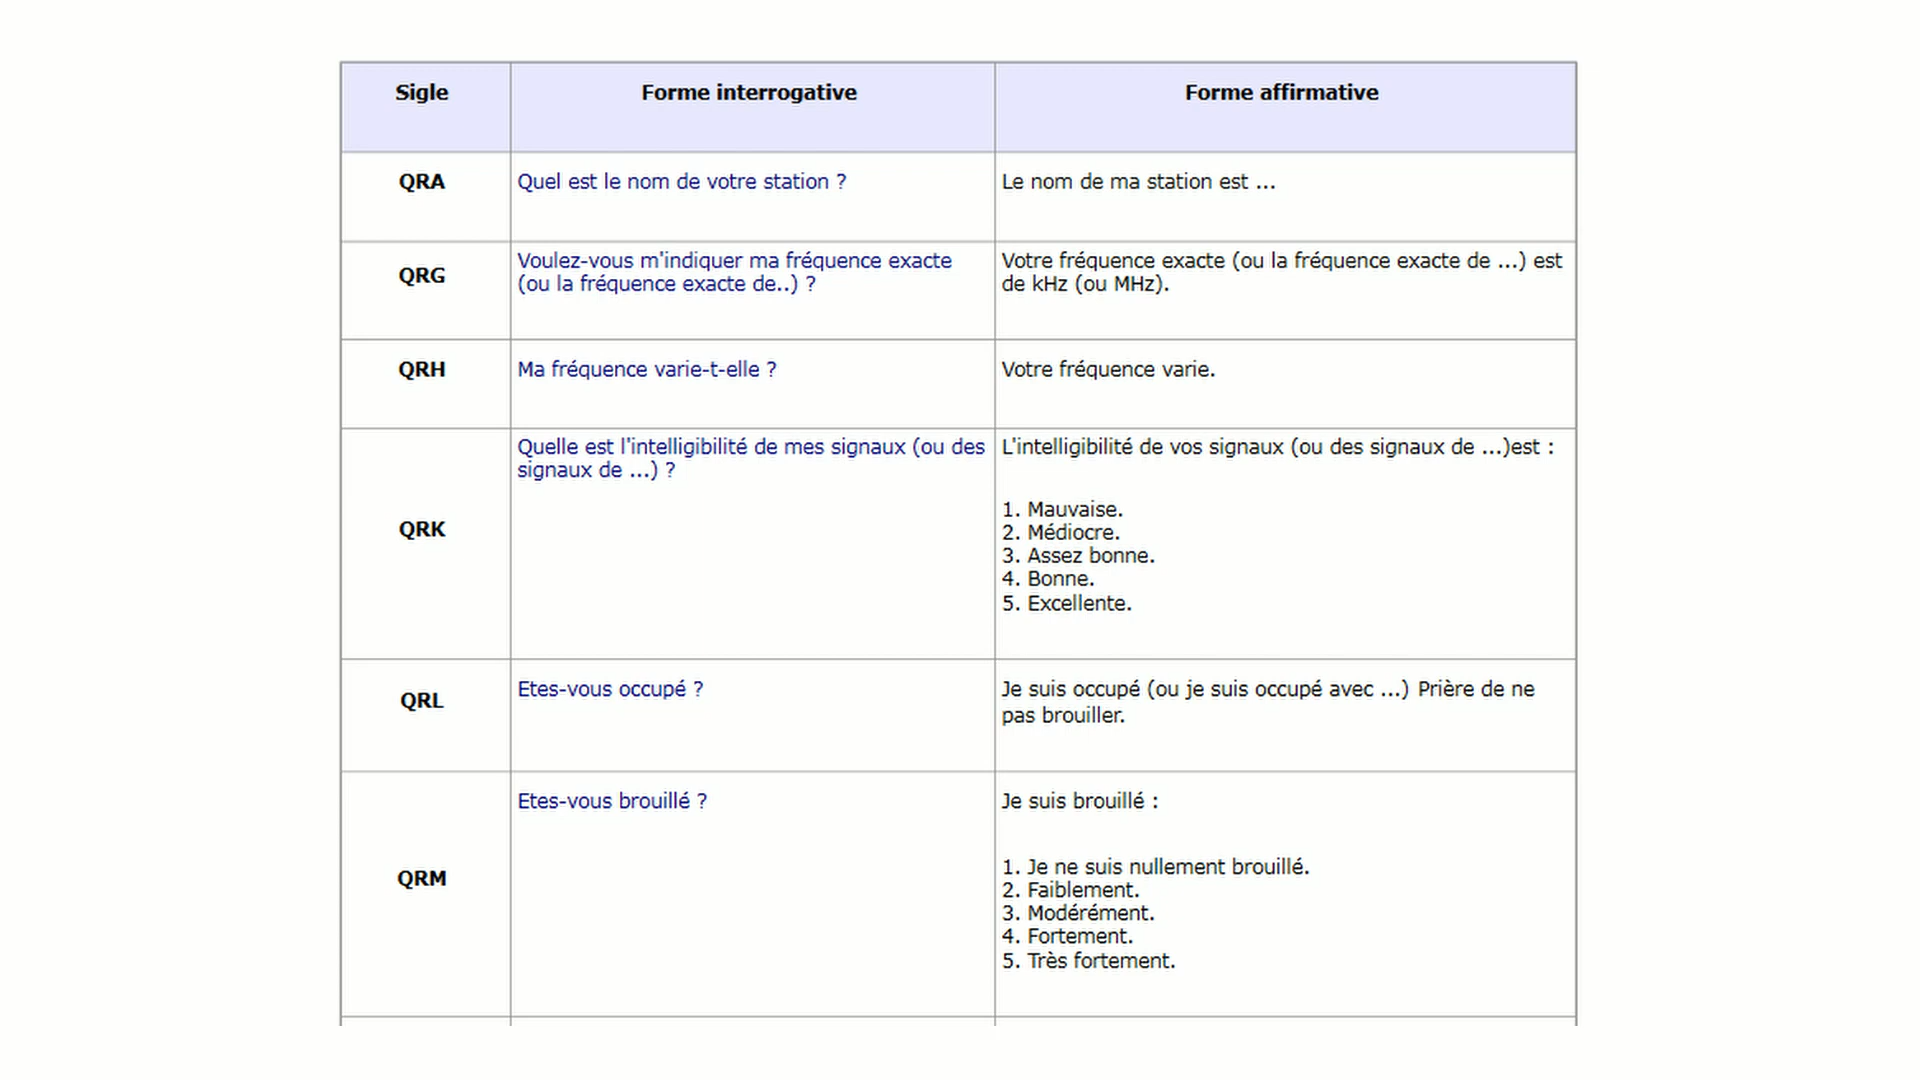 Sigle Forme interrogative Forme affirmative
QRA Quel est le nom de votre station ? Le nom de ma station est ...
QRG
Voulez-vous m'indiquer ma fréquence exacte
(ou la fréquence exacte de..) ?
Votre fréquence exacte (ou la fréquence exacte de ...) est
de kHz (ou MHz).
QRH Ma fréquence varie-t-elle ? Votre fréquence varie.
QRK
Quelle est l'intelligibilité de mes signaux (ou des
signaux de ...) ?
L'intelligibilité de vos signaux (ou des signaux de ...)est :
1. Mauvaise.
2. Médiocre.
3. Assez bonne.
4. Bonne.
5. Excellente.
QRL
Etes-vous occupé ?
Je suis occupé (ou je suis occupé avec ...) Prière de ne
pas brouiller.
QRM
Etes-vous brouillé ?
Je suis brouillé :
1. Je ne suis nullement brouillé.
2. Faiblement.
3. Modérément.
4. Fortement.
5. Très fortement.